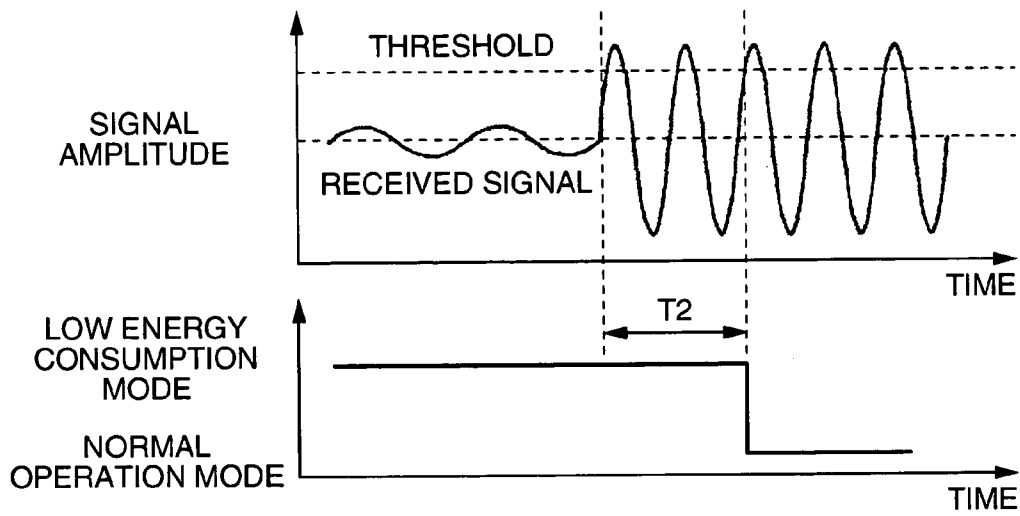 THRESHOLD
SIGNAL
AMPLITUDE
RECEIVED SIGNAL
TIME
T2
LOW ENERGY
CONSUMPTION
MODE
NORMAL
OPERATION MODE
TIME